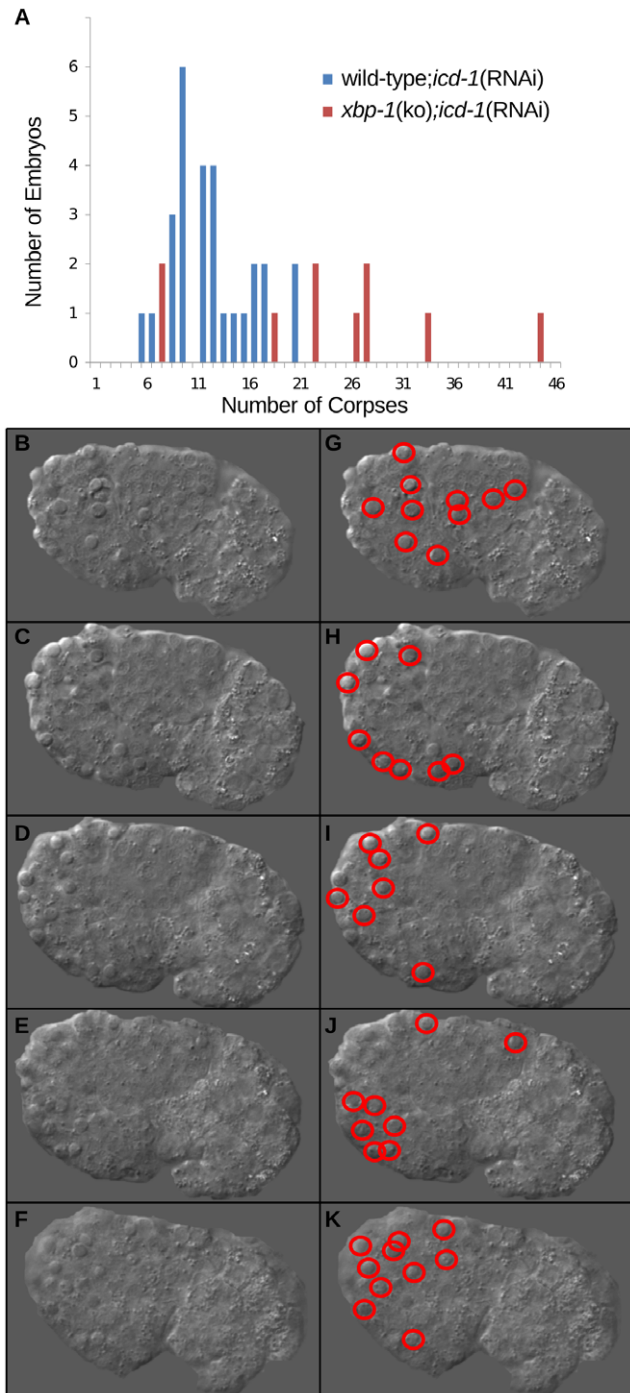 A
6
5
4
3
2
1
0
Number of Embryos
wild-type;icd-1(RNAi)
xbp-1(ko);icd-1(RNAi)
1 6 11 16 21 26 31 36 41 46
Number of Corpses
B G
C H
D I
E J
F K